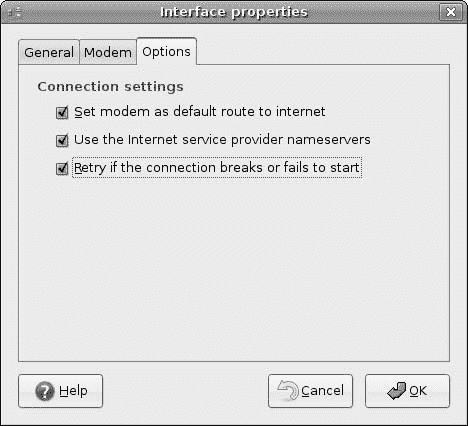 Interface properties
General Modem Options
Connection settings
Set modem as default route to internet
Use the Internet service provider nameservers
Retry if the connection breaks or fails to start
Help Cancel OK